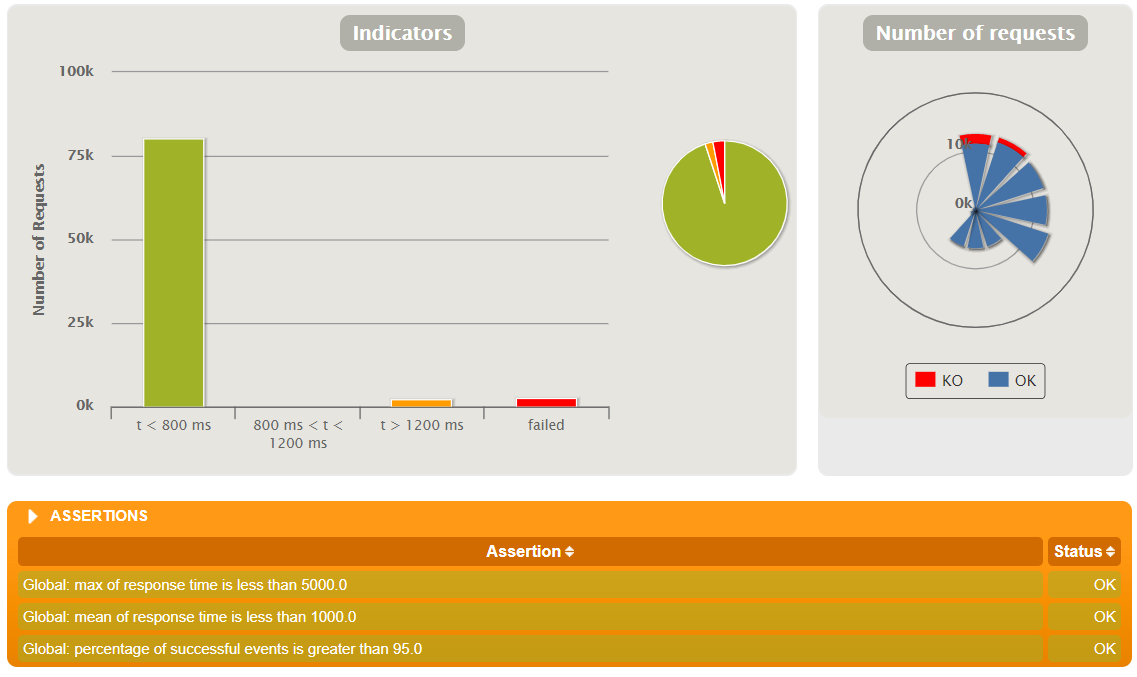 Indicators
100k
75k
50k
25k
0k
Number of Requests
t < 800 ms
800 ms < t <
1200 ms
t > 1200 ms
failed
Number of requests
10k
0k
KO
OK
ASSERTIONS
Assertion
Status
Global: max of response time is less than 5000.0
OK
Global: mean of response time is less than 1000.0
OK
Global: percentage of successful events is greater than 95.0
OK